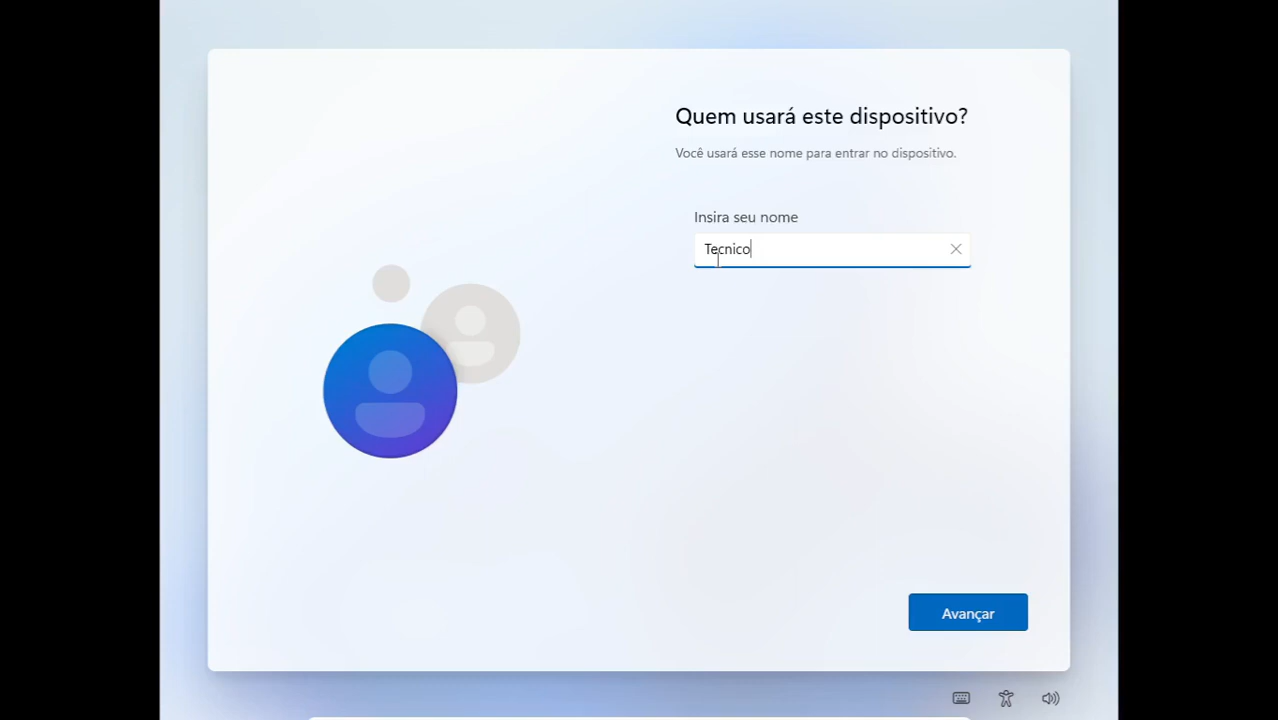 Quem usará este dispositivo?
Você usará esse nome para entrar no dispositivo.
Insira seu nome
Tecnico
Avançar